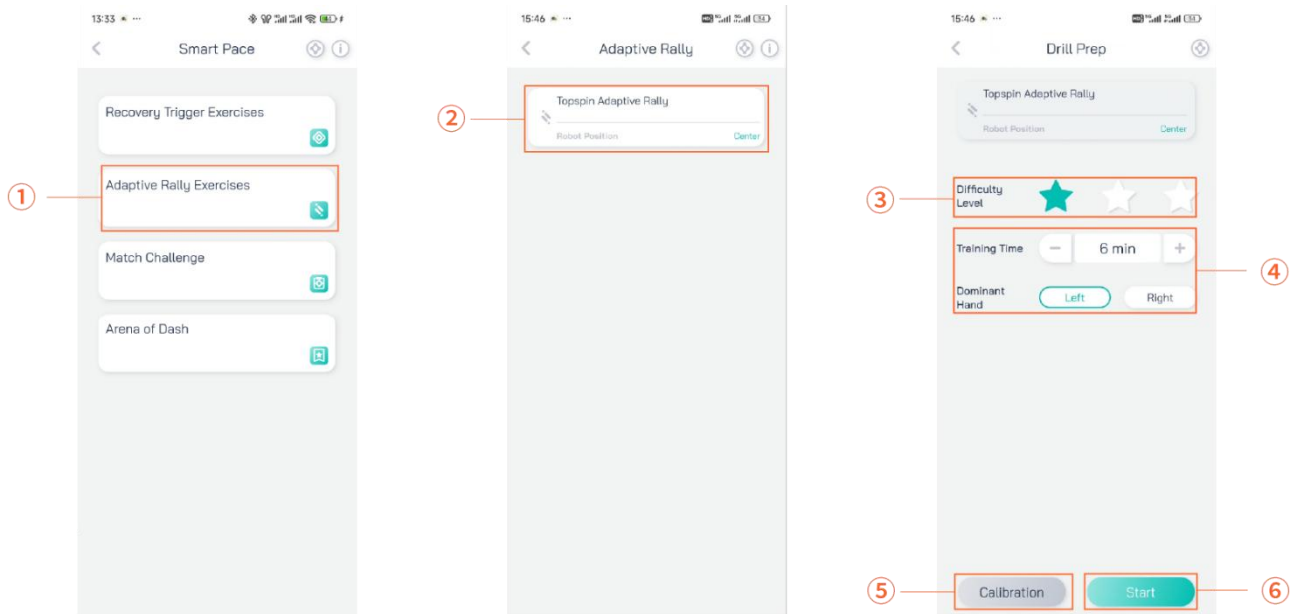 13:33
Smart Pace
Recovery Trigger Exercises
① Adaptive Rally Exercises
Match Challenge
Arena of Dash
15:46
Adaptive Rally
② Topspin Adaptive Rally
Robot Position Center
15:46
Drill Prep
Topspin Adaptive Rally
Robot Position Center
③ Difficulty
Level
Training Time − 6 min +
④
Dominant
Hand Left Right
⑤ Calibration Start ⑥